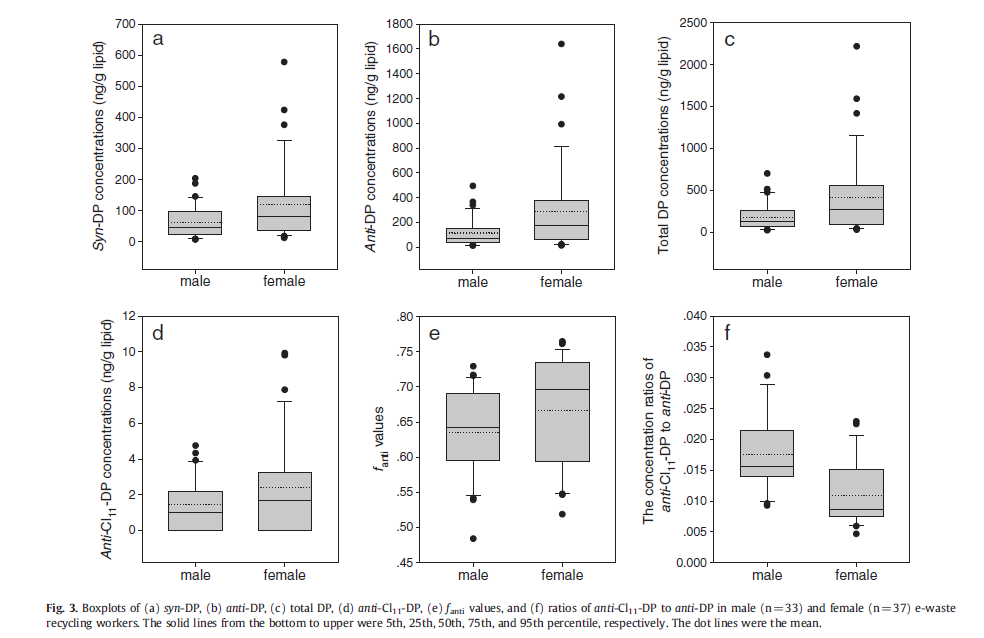 a
Syn-DP concentrations (ng/g lipid)
700
600
500
400
300
200
100
0
male
female
b
Anti-DP concentrations (ng/g lipid)
1800
1600
1400
1200
1000
800
600
400
200
0
male
female
c
Total DP concentrations (ng/g lipid)
2500
2000
1500
1000
500
0
male
female
d
Anti-Cl11-DP concentrations (ng/g lipid)
12
10
8
6
4
2
0
male
female
e
fanti values
.80
.75
.70
.65
.60
.55
.50
.45
male
female
f
The concentration ratios of
anti-Cl11-DP to anti-DP
.040
.035
.030
.025
.020
.015
.010
.005
0.000
male
female
Fig. 3. Boxplots of (a) syn-DP, (b) anti-DP, (c) total DP, (d) anti-Cl11-DP, (e) fanti values, and (f) ratios of anti-Cl11-DP to anti-DP in male (n=33) and female (n=37) e-waste
recycling workers. The solid lines from the bottom to upper were 5th, 25th, 50th, 75th, and 95th percentile, respectively. The dot lines were the mean.